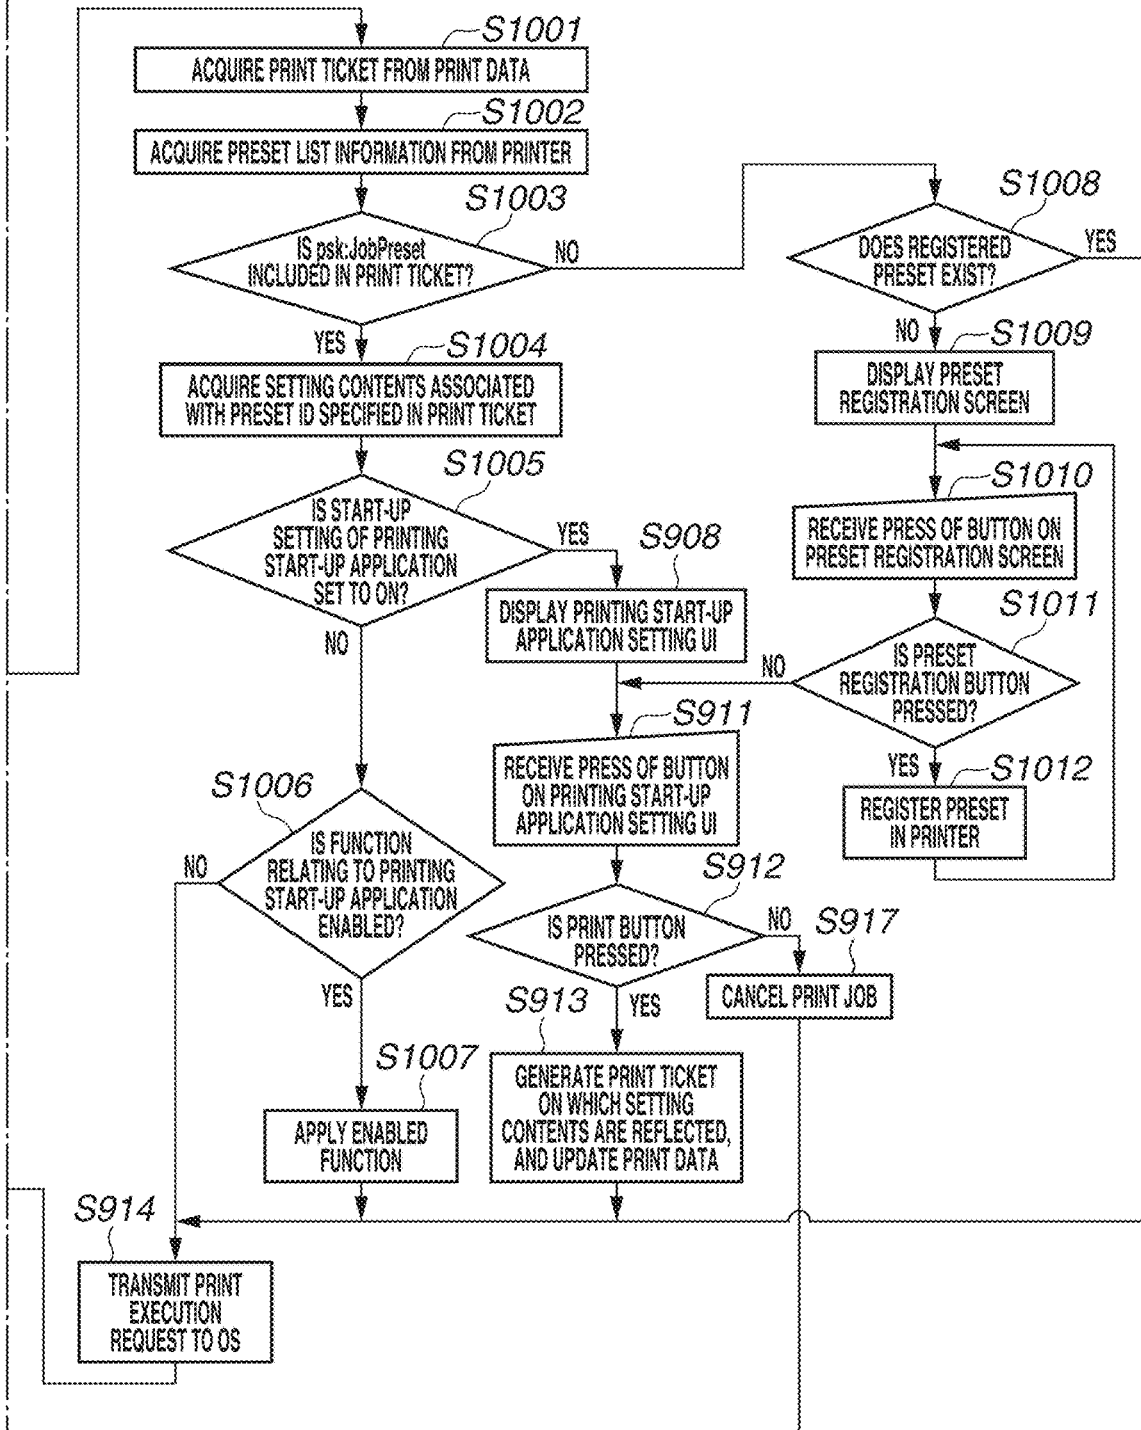 S1001
ACQUIRE PRINT TICKET FROM PRINT DATA
S1002
ACQUIRE PRESET LIST INFORMATION FROM PRINTER
S1003
IS psk:JobPreset
INCLUDED IN PRINT TICKET?
NO
YES
S1004
ACQUIRE SETTING CONTENTS ASSOCIATED
WITH PRESET ID SPECIFIED IN PRINT TICKET
S1005
IS START-UP
SETTING OF PRINTING
START-UP APPLICATION
SET TO ON?
YES
NO
S908
DISPLAY PRINTING START-UP
APPLICATION SETTING UI
S1008
DOES REGISTERED
PRESET EXIST?
YES
NO
S1009
DISPLAY PRESET
REGISTRATION SCREEN
S1010
RECEIVE PRESS OF BUTTON ON
PRESET REGISTRATION SCREEN
S1011
IS PRESET
REGISTRATION BUTTON
PRESSED?
NO
YES
S1012
REGISTER PRESET
IN PRINTER
S911
RECEIVE PRESS OF BUTTON
ON PRINTING START-UP
APPLICATION SETTING UI
S1006
IS FUNCTION
RELATING TO PRINTING
START-UP APPLICATION
ENABLED?
NO
YES
S912
IS PRINT BUTTON
PRESSED?
NO
YES
S917
CANCEL PRINT JOB
S913
GENERATE PRINT TICKET
ON WHICH SETTING
CONTENTS ARE REFLECTED,
AND UPDATE PRINT DATA
S1007
APPLY ENABLED
FUNCTION
S914
TRANSMIT PRINT
EXECUTION
REQUEST TO OS